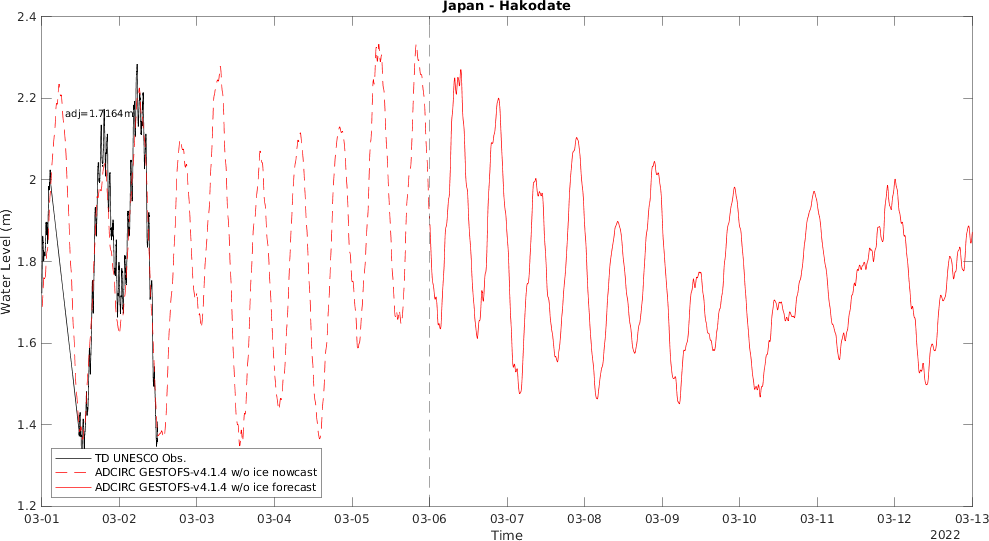 Japan - Hakodate
2.4
2.2
2
1.8
1.6
1.4
1.2
Water Level (m)
adj=1.7164m
TD UNESCO Obs.
ADCIRC GESTOFS-v4.1.4 w/o ice nowcast
ADCIRC GESTOFS-v4.1.4 w/o ice forecast
03-01 03-02 03-03 03-04 03-05 03-06 03-07 03-08 03-09 03-10 03-11 03-12 03-13
Time
2022